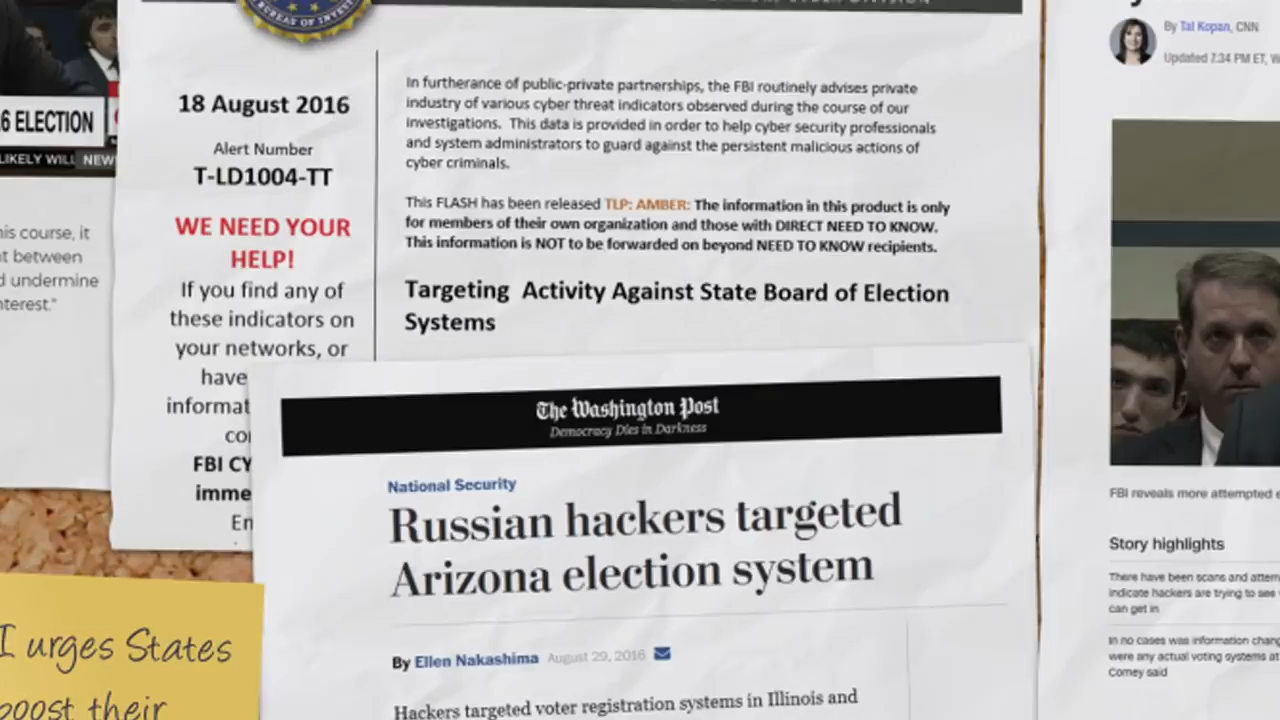 BUREAU OF INVEST
6 ELECTION
LIKELY WILL NEW
his course, it
t between
d undermine
nterest."
18 August 2016
Alert Number
T-LD1004-TT
WE NEED YOUR
HELP!
If you find any of
these indicators on
your networks, or
have
informat
co
FBI CY
imme
En
In furtherance of public-private partnerships, the FBI routinely advises private
industry of various cyber threat indicators observed during the course of our
investigations. This data is provided in order to help cyber security professionals
and system administrators to guard against the persistent malicious actions of
cyber criminals.
This FLASH has been released TLP: AMBER: The information in this product is only
for members of their own organization and those with DIRECT NEED TO KNOW.
This information is NOT to be forwarded on beyond NEED TO KNOW recipients.
Targeting Activity Against State Board of Election
Systems
The Washington Post
Democracy Dies in Darkness
National Security
Russian hackers targeted
Arizona election system
By Ellen Nakashima August 29, 2016
Hackers targeted voter registration systems in Illinois and
I urges States
boost their
By Tal Kopan, CNN
Updated 7:34 PM ET, W
FBI reveals more attempted e
Story highlights
There have been scans and attem
indicate hackers are trying to see
can get in
In no cases was information chang
were any actual voting systems at
Comey said